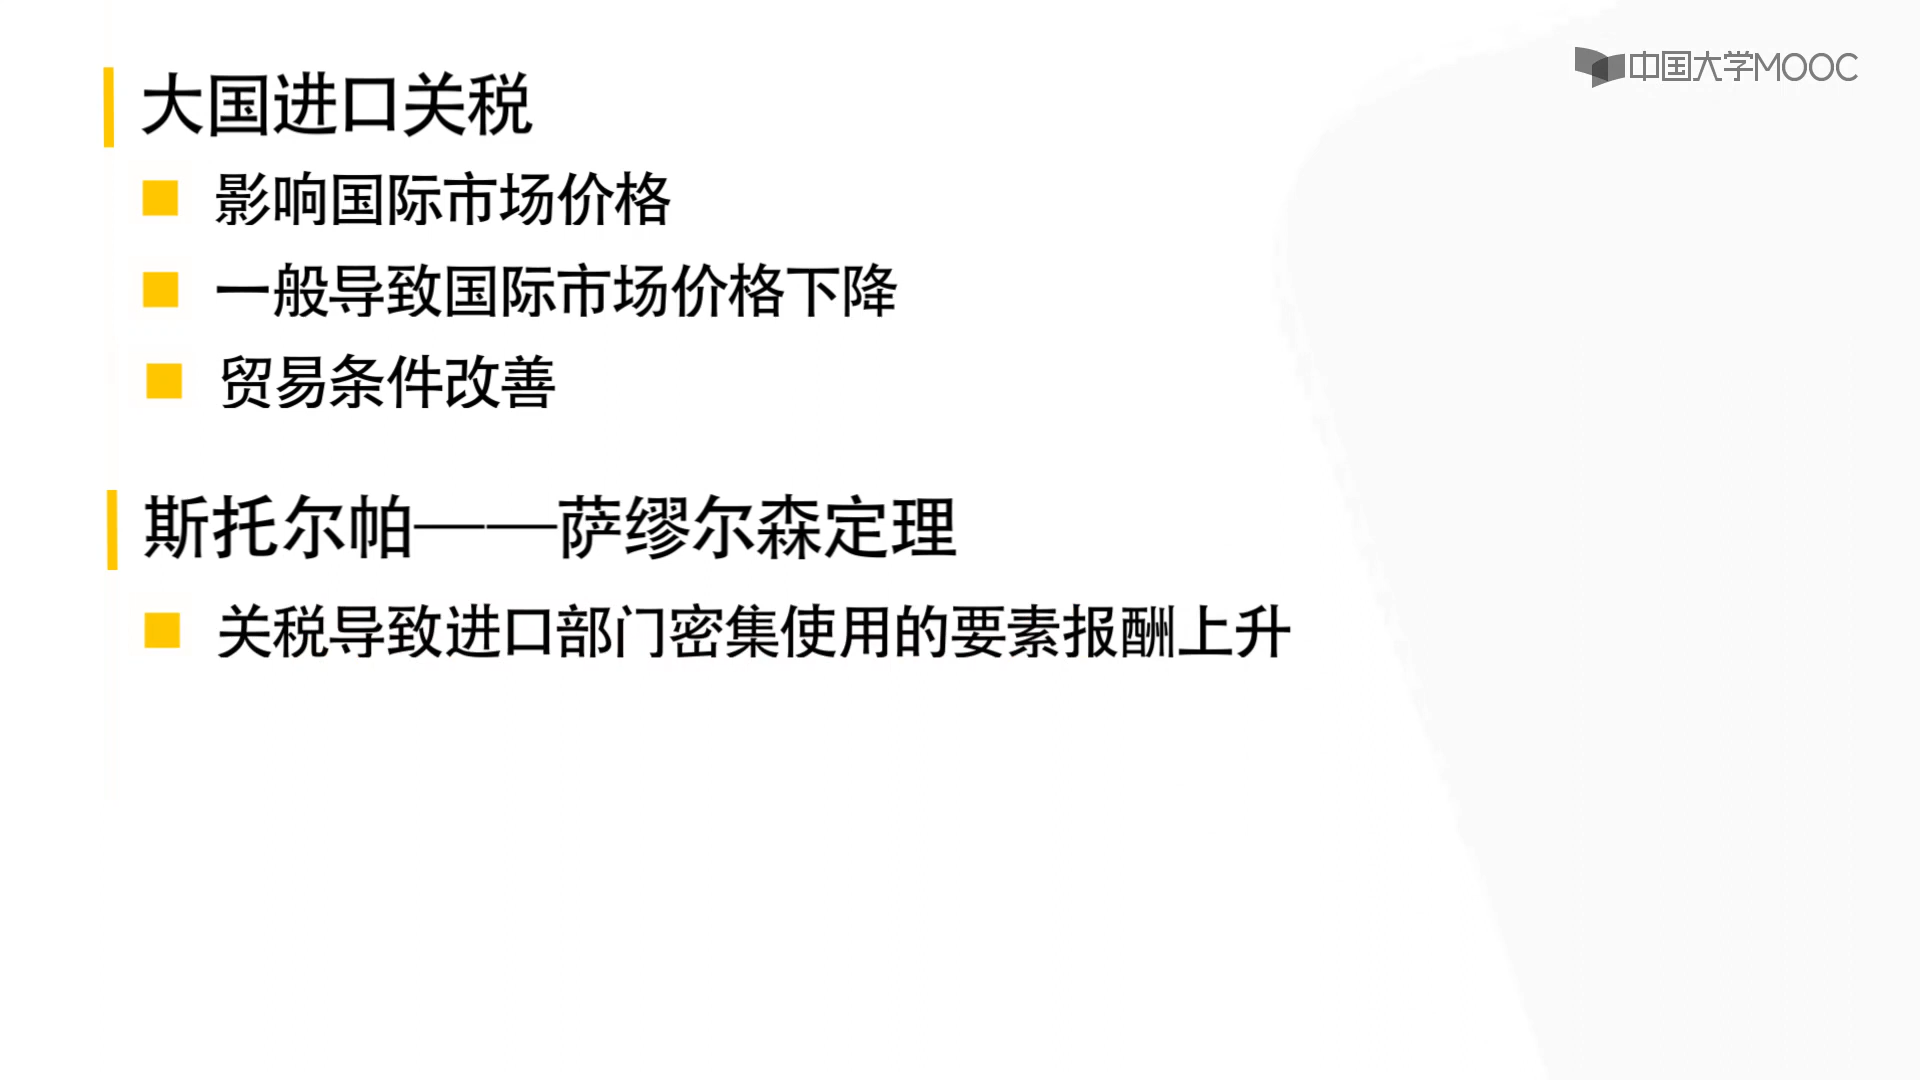 中国大学MOOC
大国进口关税
影响国际市场价格
一般导致国际市场价格下降
贸易条件改善
斯托尔帕——萨缪尔森定理
关税导致进口部门密集使用的要素报酬上升